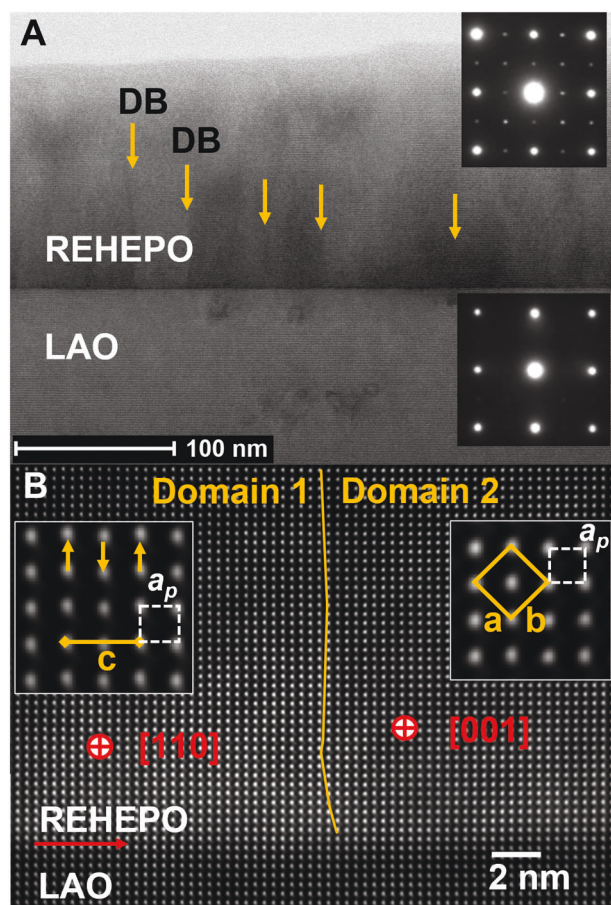 A
DB
DB
REHEPO
LAO
100 nm
B
Domain 1
Domain 2
a_p
a_p
c
a
b
[110]
[001]
REHEPO
LAO
2 nm